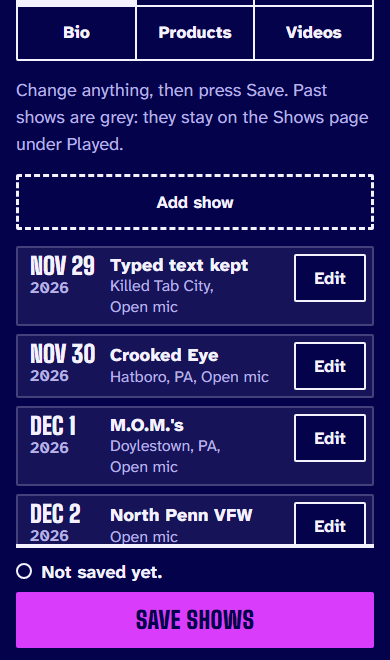 Bio
Products
Videos
Change anything, then press Save. Past
shows are grey: they stay on the Shows page
under Played.
Add show
NOV 29
2026
Typed text kept
Killed Tab City,
Open mic
Edit
NOV 30
2026
Crooked Eye
Hatboro, PA, Open mic
Edit
DEC 1
2026
M.O.M.'s
Doylestown, PA,
Open mic
Edit
DEC 2
2026
North Penn VFW
Open mic
Edit
Not saved yet.
SAVE SHOWS